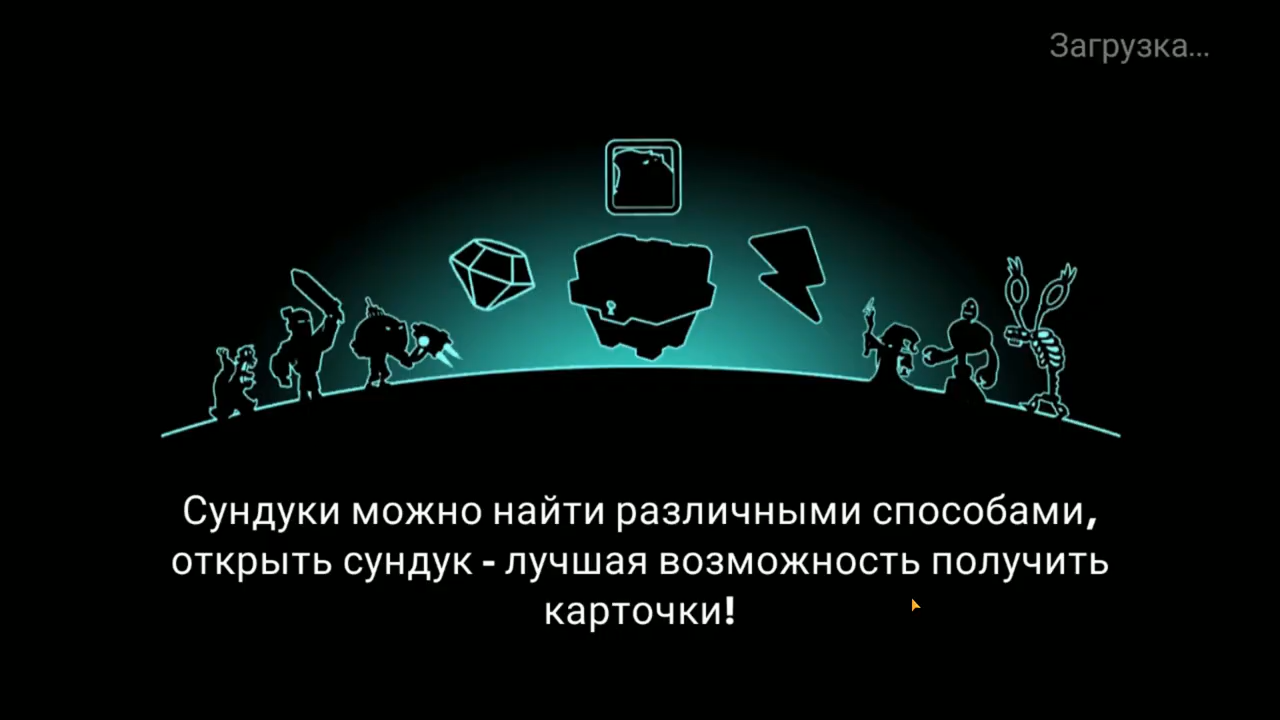 Загрузка...
Сундуки можно найти различными способами,
открыть сундук - лучшая возможность получить
карточки!